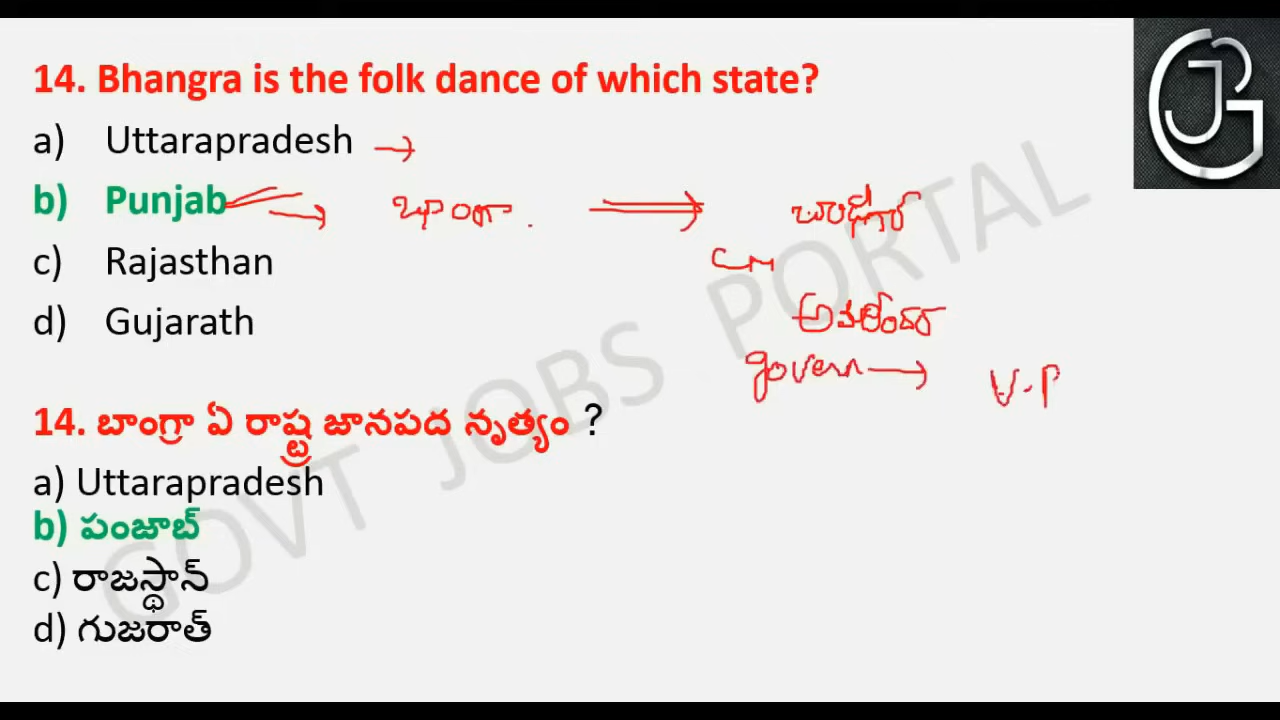 14. Bhangra is the folk dance of which state?
a) Uttarapradesh →
b) Punjab → →
c) Rajasthan
CM
d) Gujarath
govern → V.P
14. బాంగ్రా ఏ రాష్ట్ర జానపద నృత్యం ?
a) Uttarapradesh
b) పంజాబ్
c) రాజస్థాన్
d) గుజరాత్
GOVT JOBS PORTAL
GJ